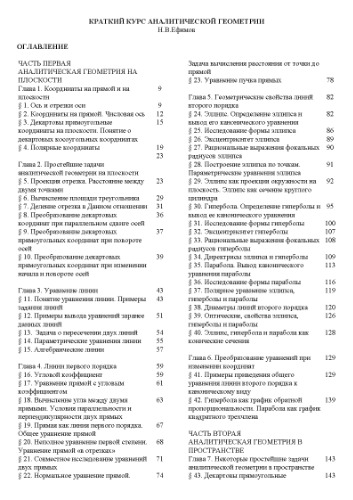 КРАТКИЙ КУРС АНАЛИТИЧЕСКОЙ ГЕОМЕТРИИ
Н.В.Ефимов
ОГЛАВЛЕНИЕ
ЧАСТЬ ПЕРВАЯ
АНАЛИТИЧЕСКАЯ ГЕОМЕТРИЯ НА
ПЛОСКОСТИ
Глава 1. Координаты на прямой и на 9
плоскости
§ 1. Ось и отрезки оси 9
§ 2. Координаты на прямой. Числовая ось 12
§ 3. Декартовы прямоугольные 15
координаты на плоскости. Понятие о
декартовых косоугольных координатах
§ 4. Полярные координаты 19
23
Глава 2. Простейшие задачи
аналитической геометрии на плоскости
§ 5. Проекция отрезка. Расстояние между 23
двумя точками
§ 6. Вычисление площади треугольника 29
§ 7. Деление отрезка в Данном отношении 31
§ 8. Преобразование декартовых 36
координат при параллельном сдвиге осей
§ 9. Преобразование декартовых 37
прямоугольных координат при повороте
осей
§ 10. Преобразование декартовых 39
прямоугольных координат при изменении
начала и повороте осей
Глава 3. Уравнение линии 43
§ 11. Понятие уравнения линии. Примеры 43
задания линий
§ 12. Примеры вывода уравнений заранее 51
данных линий
§ 13. Задача о пересечении двух линий 54
§ 14. Параметрические уравнения линии 55
§ 15. Алгебраические линии 57
Глава 4. Линии первого порядка 59
§ 16. Угловой коэффициент 59
§ 17. Уравнение прямой с угловым 61
коэффициентом
§ 18. Вычисление угла между двумя 63
прямыми. Условия параллельности и
перпендикулярности двух прямых
§ 19. Прямая как линия первого порядка. 67
Общее уравнение прямой
§ 20. Неполное уравнение первой степени. 68
Уравнение прямой «в отрезках»
§ 21. Совместное исследование уравнений 71
двух прямых
§ 22. Нормальное уравнение прямой. 74
Задача вычисления расстояния от точки до
прямой
§ 23. Уравнение пучка прямых 78
Глава 5. Геометрические свойства линий 82
второго порядка
§ 24. Эллипс. Определение эллипса и 82
вывод его канонического уравнения
§ 25. Исследование формы эллипса 86
§ 26. Эксцентриситет эллипса 89
§ 27. Рациональные выражения фокальных 90
радиусов эллипса
§ 28. Построение эллипса по точкам. 91
Параметрические уравнения эллипса
§ 29. Эллипс как проекция окружности на 92
плоскость. Эллипс как сечение круглого
цилиндра
§ 30. Гипербола. Определение гиперболы и 95
вывод ее канонического уравнения
§ 31. Исследование формы гиперболы 100
§ 32. Эксцентриситет гиперболы 107
§ 33. Рациональные выражения фокальных 108
радиусов гиперболы
§ 34. Директрисы эллипса и гиперболы 109
§ 35. Парабола. Вывод канонического 113
уравнения параболы
§ 36. Исследование формы параболы 116
§ 37. Полярное уравнение эллипса, 119
гиперболы и параболы
§ 38. Диаметры линий второго порядка 120
§ 39. Оптические, свойства эллипса, 126
гиперболы и параболы
§ 40. Эллипс, гипербола и парабола как 128
конические сечения
Глава 6. Преобразование уравнений при 129
изменении координат
§ 41. Примеры приведения общего 129
уравнения линии второго порядка к
каноническому виду
§ 42. Гипербола как график обратной 139
пропорциональности. Парабола как график
квадратного трехчлена
ЧАСТЬ ВТОРАЯ
АНАЛИТИЧЕСКАЯ ГЕОМЕТРИЯ В
ПРОСТРАНСТВЕ
Глава 7. Некоторые простейшие задачи 143
аналитической геометрии в пространстве
§ 43. Декартовы прямоугольные 143